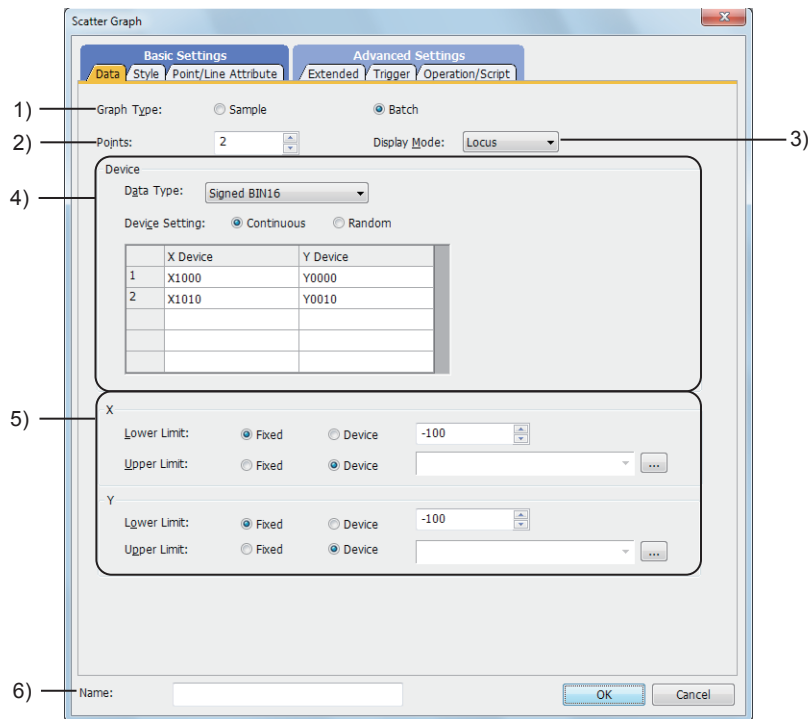 Scatter Graph
Basic Settings Advanced Settings
Data Style Point/Line Attribute Extended Trigger Operation/Script
1) Graph Type: Sample Batch
2) Points: 2 Display Mode: Locus 3)
Device
4) Data Type: Signed BIN16
Device Setting: Continuous Random
X Device Y Device
1 X1000 Y0000
2 X1010 Y0010
X
5) Lower Limit: Fixed Device -100
Upper Limit: Fixed Device ...
Y
Lower Limit: Fixed Device -100
Upper Limit: Fixed Device ...
6) Name: OK Cancel